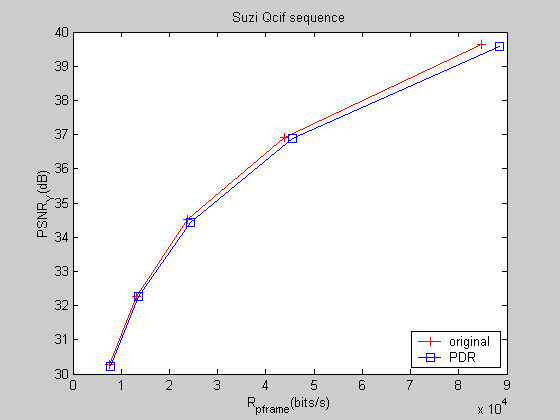 Suzi Qcif sequence
40
39
38
37
36
35
34
33
32
31
30
PSNR_Y(dB)
0 1 2 3 4 5 6 7 8 9
x 10^4
R_pframe(bits/s)
original
PDR